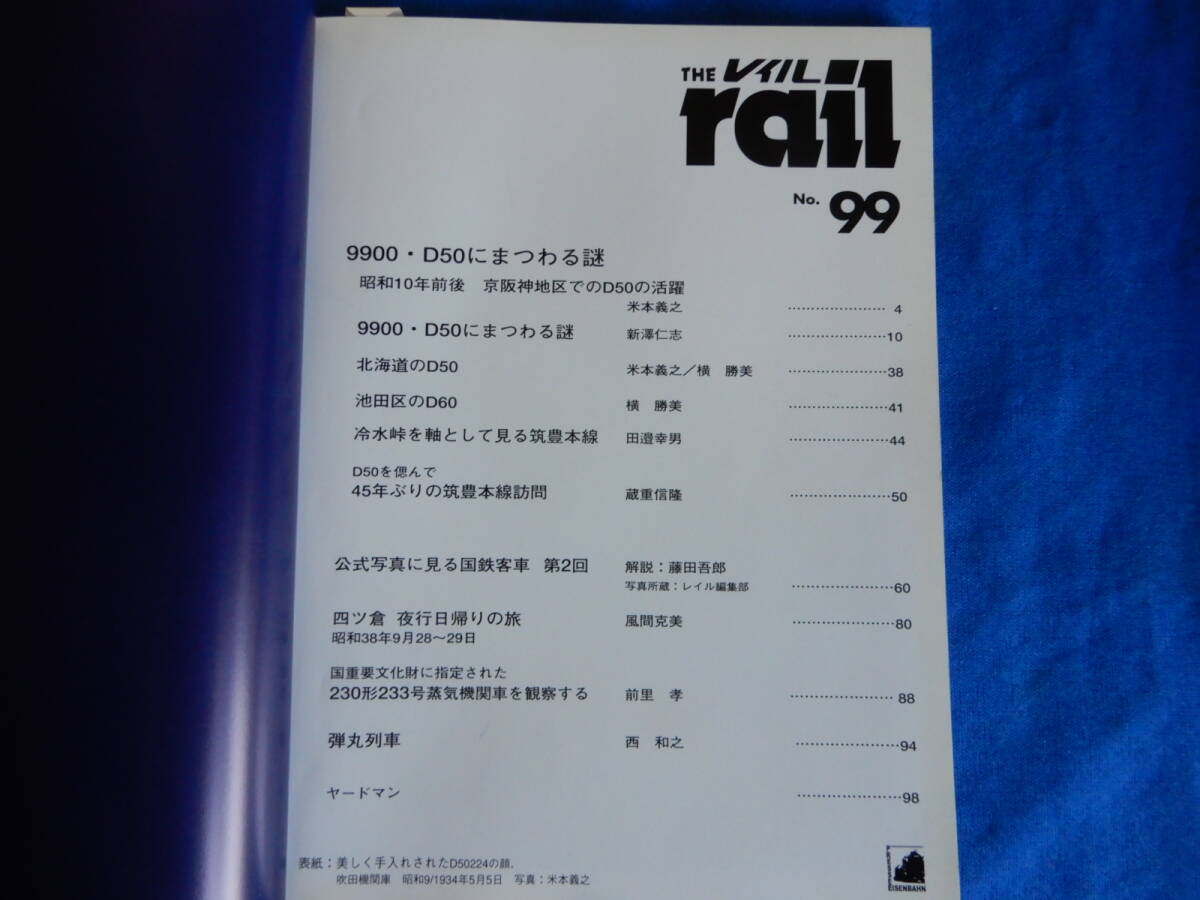 THE レイル
rail
No. 99
9900・D50にまつわる謎
昭和10年前後 京阪神地区でのD50の活躍
米本義之 …………………… 4
9900・D50にまつわる謎 新澤仁志 ……………………10
北海道のD50 米本義之／横 勝美 ……………………38
池田区のD60 横 勝美 ……………………41
冷水峠を軸として見る筑豊本線 田邉幸男 ……………………44
D50を偲んで
45年ぶりの筑豊本線訪問 蔵重信隆 ……………………50
公式写真に見る国鉄客車 第2回 解説：藤田吾郎
写真所蔵：レイル編集部 ……………………60
四ツ倉 夜行日帰りの旅 風間克美 ……………………80
昭和38年9月28〜29日
国重要文化財に指定された
230形233号蒸気機関車を観察する 前里 孝 …………………… 88
弾丸列車 西 和之 ……………………94
ヤードマン ……………………98
表紙：美しく手入れされたD50224の顔.
吹田機関庫 昭和9/1934年5月5日 写真：米本義之
EISENBAHN